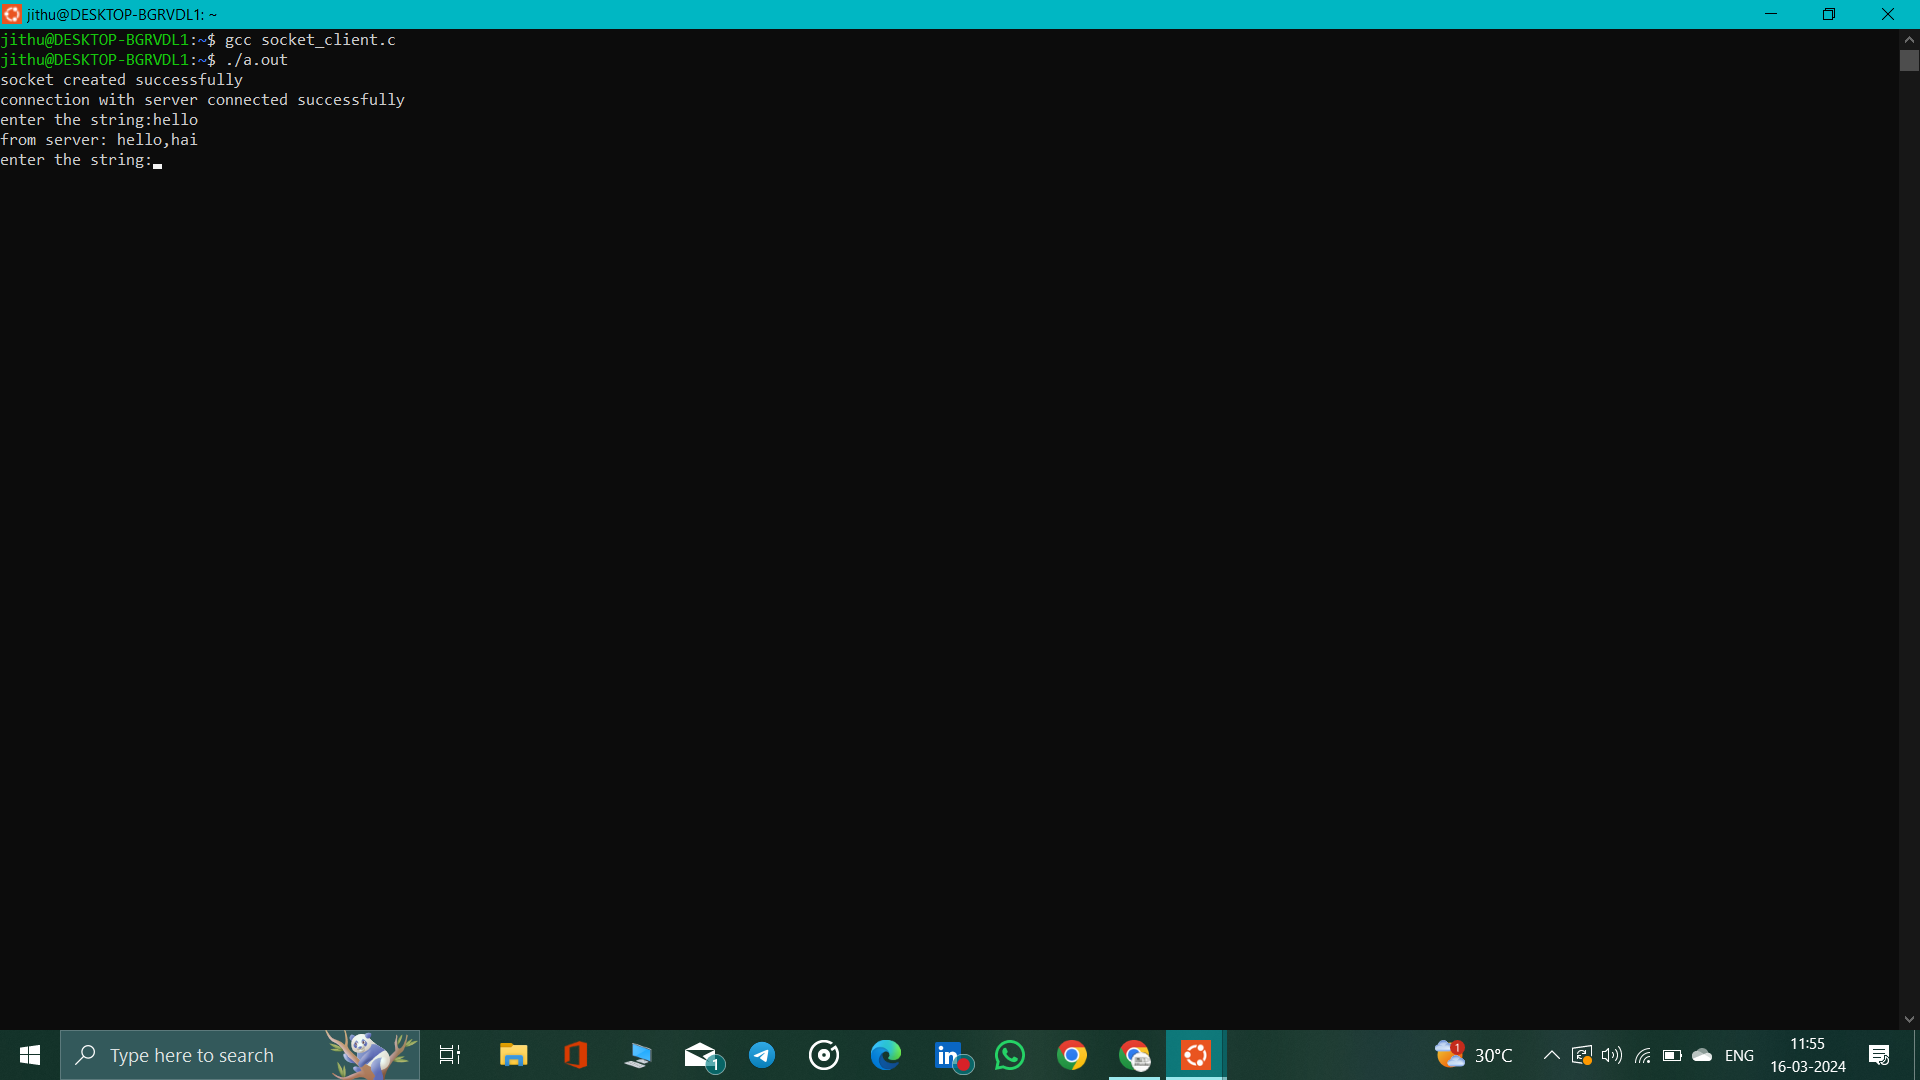 jithu@DESKTOP-BGRVDL1: ~
jithu@DESKTOP-BGRVDL1:~$ gcc socket_client.c
jithu@DESKTOP-BGRVDL1:~$ ./a.out
socket created successfully
connection with server connected successfully
enter the string:hello
from server: hello,hai
enter the string:
Type here to search
1
in
1
30°C
ENG
11:55
16-03-2024